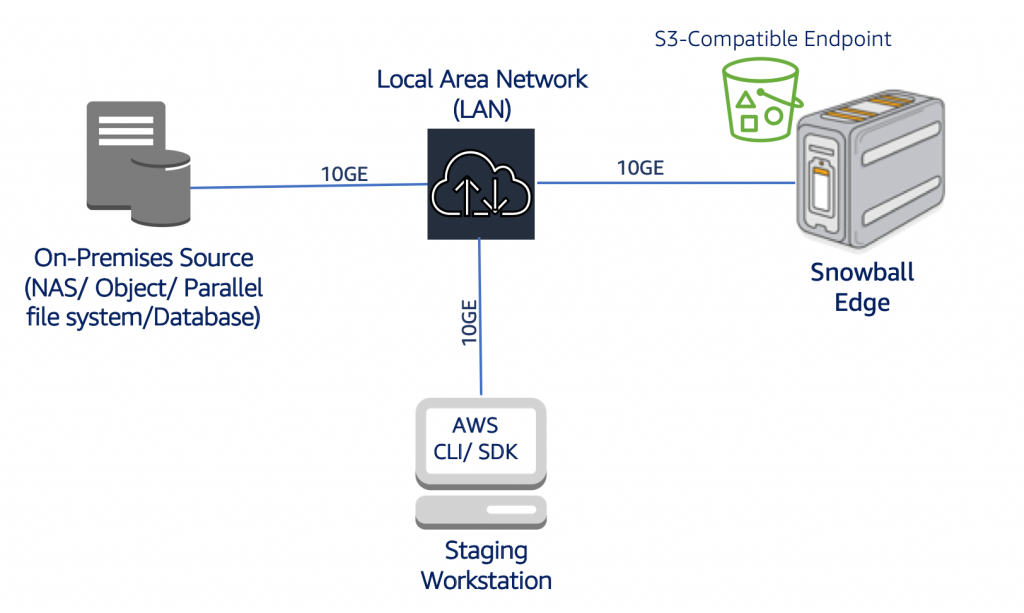 S3-Compatible Endpoint
Local Area Network
(LAN)
10GE
10GE
On-Premises Source
(NAS/ Object/ Parallel
file system/Database)
Snowball
Edge
10GE
AWS
CLI/ SDK
Staging
Workstation